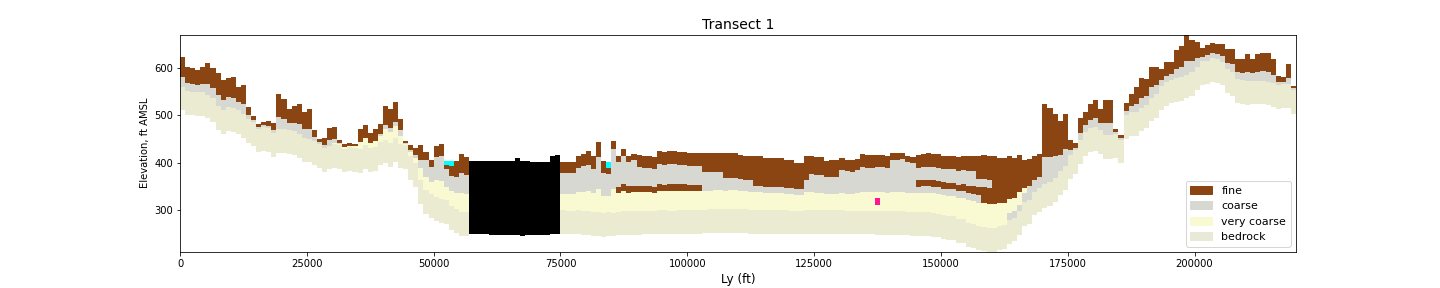 Transect 1
Elevation, ft AMSL
600
500
400
300
fine
coarse
very coarse
bedrock
0 25000 50000 75000 100000 125000 150000 175000 200000
Ly (ft)